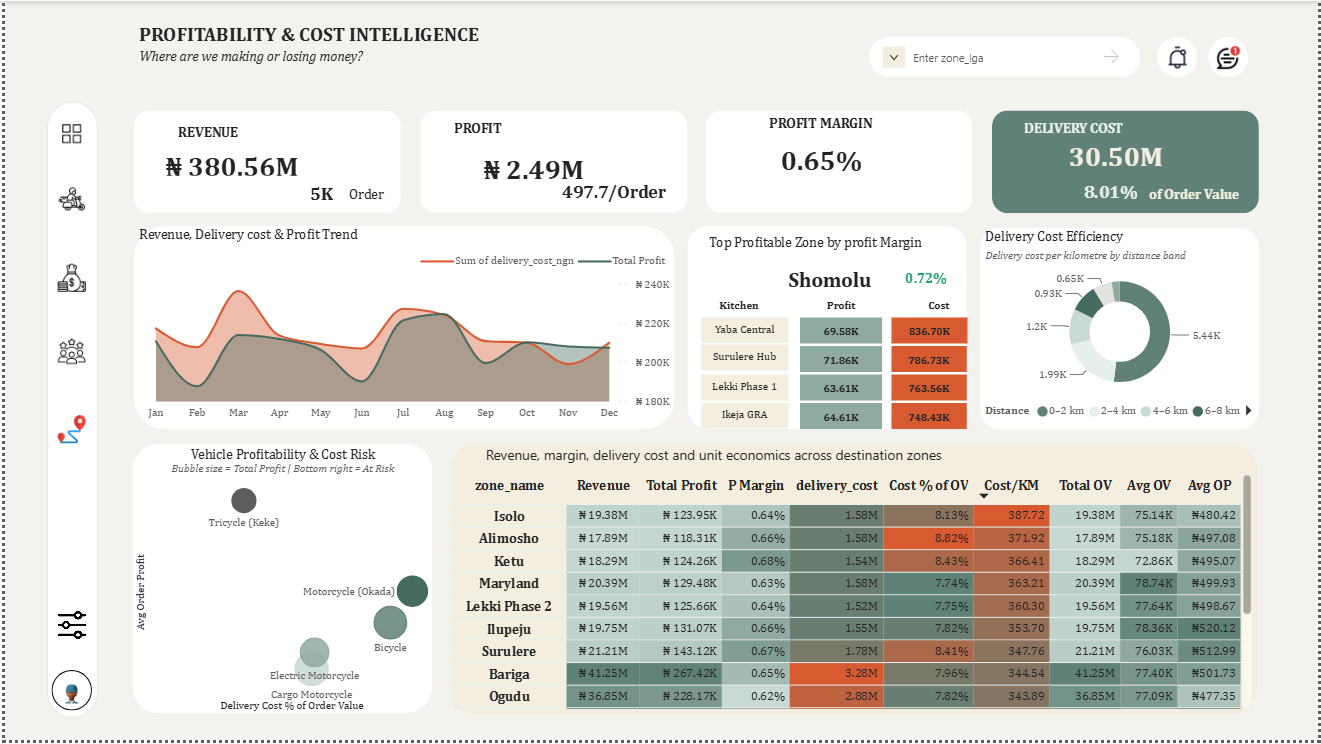 PROFITABILITY & COST INTELLIGENCE
Where are we making or losing money?
Enter zone_lga
1
REVENUE
₦ 380.56M
5K Order
PROFIT
₦ 2.49M
497.7/Order
PROFIT MARGIN
0.65%
DELIVERY COST
30.50M
8.01% of Order Value
Revenue, Delivery cost & Profit Trend
Sum of delivery_cost_ngn Total Profit
₦ 240K
₦ 220K
₦ 200K
₦ 180K
Jan Feb Mar Apr May Jun Jul Aug Sep Oct Nov Dec
Top Profitable Zone by profit Margin
Shomolu 0.72%
Kitchen Profit Cost
Yaba Central 69.58K 836.70K
Surulere Hub 71.86K 786.73K
Lekki Phase 1 63.61K 763.56K
Ikeja GRA 64.61K 748.43K
Delivery Cost Efficiency
Delivery cost per kilometre by distance band
0.65K
0.93K
1.2K
5.44K
1.99K
Distance 0–2 km 2–4 km 4–6 km 6–8 km
Vehicle Profitability & Cost Risk
Bubble size = Total Profit | Bottom right = At Risk
Tricycle (Keke)
Motorcycle (Okada)
Bicycle
Electric Motorcycle
Cargo Motorcycle
Avg Order Profit
Delivery Cost % of Order Value
Revenue, margin, delivery cost and unit economics across destination zones
zone_name Revenue Total Profit P Margin delivery_cost Cost % of OV Cost/KM Total OV Avg OV Avg OP
Isolo ₦ 19.38M ₦ 123.95K 0.64% 1.58M 8.13% 387.72 19.38M 75.14K ₦480.42
Alimosho ₦ 17.89M ₦ 118.31K 0.66% 1.58M 8.82% 371.92 17.89M 75.18K ₦497.08
Ketu ₦ 18.29M ₦ 124.26K 0.68% 1.54M 8.43% 366.41 18.29M 72.86K ₦495.07
Maryland ₦ 20.39M ₦ 129.48K 0.63% 1.58M 7.74% 363.21 20.39M 78.74K ₦499.93
Lekki Phase 2 ₦ 19.56M ₦ 125.66K 0.64% 1.52M 7.75% 360.30 19.56M 77.64K ₦498.67
Ilupeju ₦ 19.75M ₦ 131.07K 0.66% 1.55M 7.82% 353.70 19.75M 78.36K ₦520.12
Surulere ₦ 21.21M ₦ 143.12K 0.67% 1.78M 8.41% 347.76 21.21M 76.03K ₦512.99
Bariga ₦ 41.25M ₦ 267.42K 0.65% 3.28M 7.96% 344.54 41.25M 77.40K ₦501.73
Ogudu ₦ 36.85M ₦ 228.17K 0.62% 2.88M 7.82% 343.89 36.85M 77.09K ₦477.35